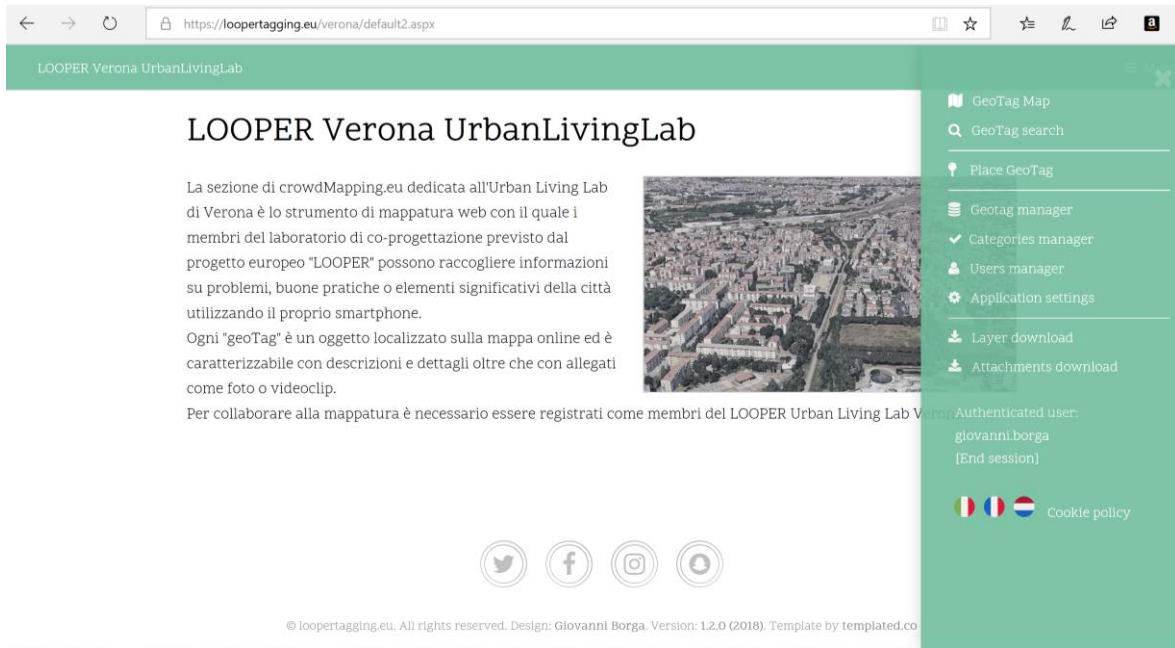 https://loopertagging.eu/verona/default2.aspx
LOOPER Verona UrbanLivingLab
LOOPER Verona UrbanLivingLab
La sezione di crowdMapping.eu dedicata all'Urban Living Lab
di Verona è lo strumento di mappatura web con il quale i
membri del laboratorio di co-progettazione previsto dal
progetto europeo "LOOPER" possono raccogliere informazioni
su problemi, buone pratiche o elementi significativi della città
utilizzando il proprio smartphone.
Ogni "geoTag" è un oggetto localizzato sulla mappa online ed è
caratterizzabile con descrizioni e dettagli oltre che con allegati
come foto o videoclip.
Per collaborare alla mappatura è necessario essere registrati come membri del LOOPER Urban Living Lab
GeoTag Map
GeoTag search
Place GeoTag
Geotag manager
Categories manager
Users manager
Application settings
Layer download
Attachments download
Authenticated user:
giovanni.borga
[End session]
Cookie policy
© loopertagging.eu. All rights reserved. Design: Giovanni Borga. Version: 1.2.0 (2018). Template by templated.co